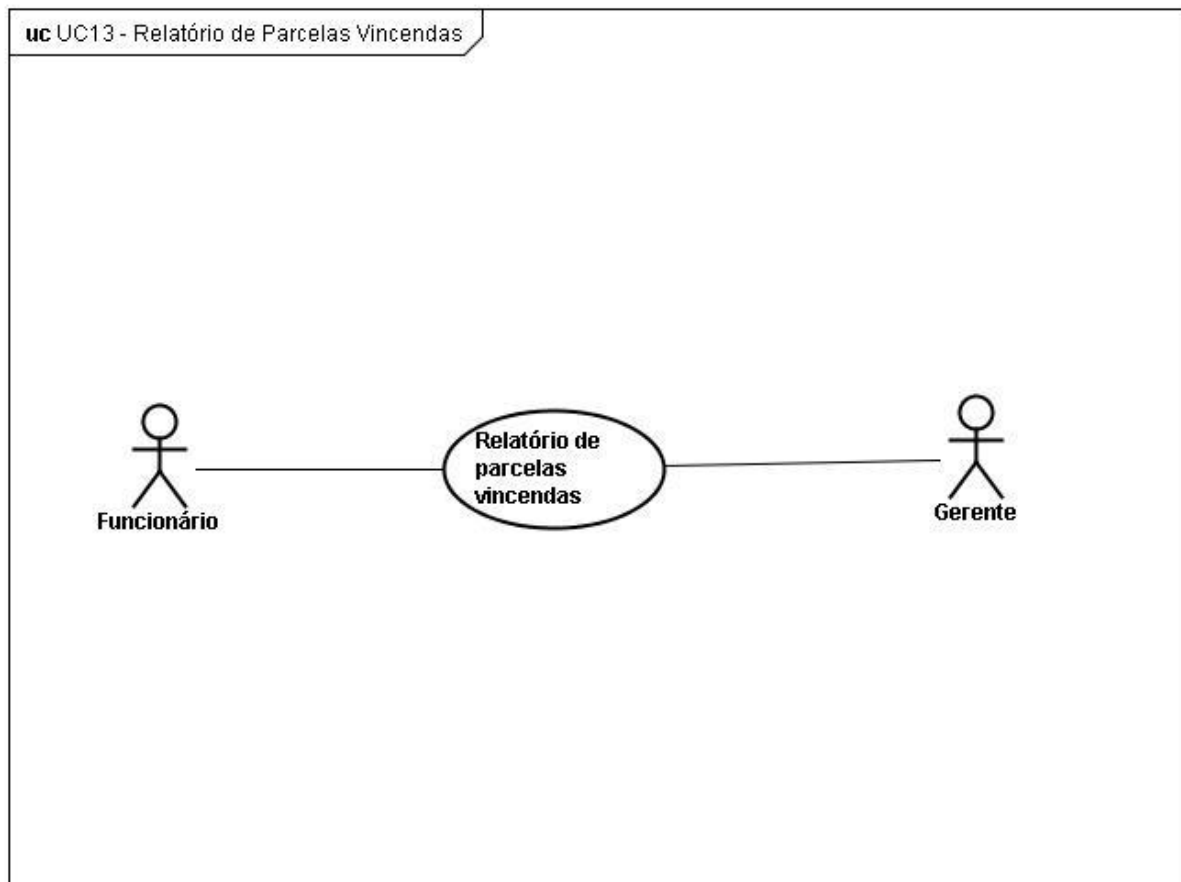 uc UC13 - Relatório de Parcelas Vincendas
Relatório de
parcelas
vincendas
Funcionário
Gerente